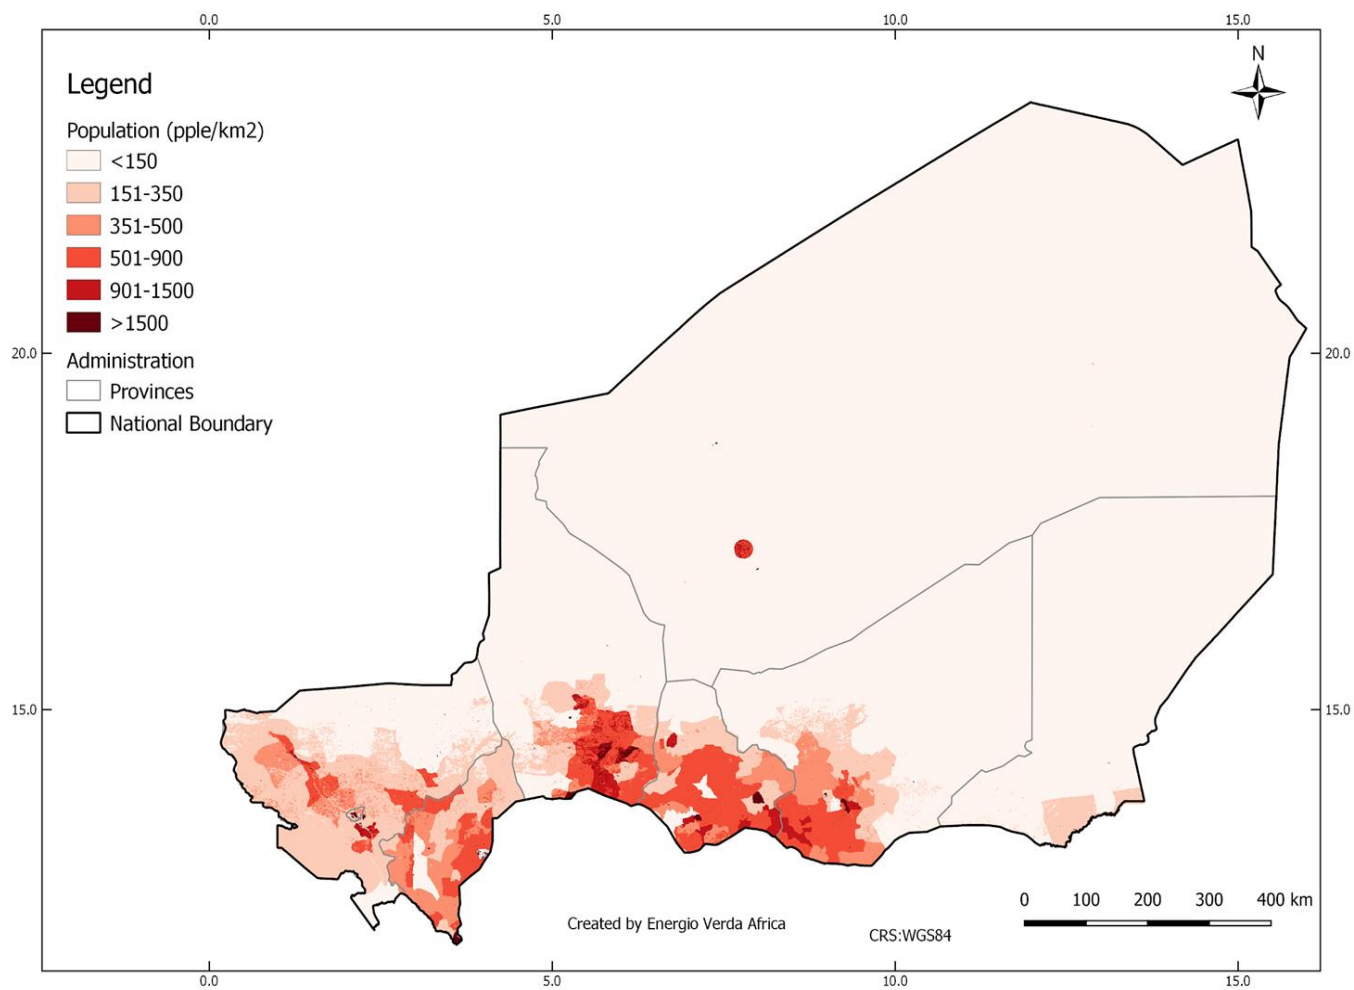 0.0 5.0 10.0 15.0
N
Legend
Population (pple/km2)
<150
151-350
351-500
501-900
901-1500
>1500
Administration
Provinces
National Boundary
20.0 20.0
15.0 15.0
0 100 200 300 400 km
Created by Energio Verda Africa
CRS:WGS84
0.0 5.0 10.0 15.0